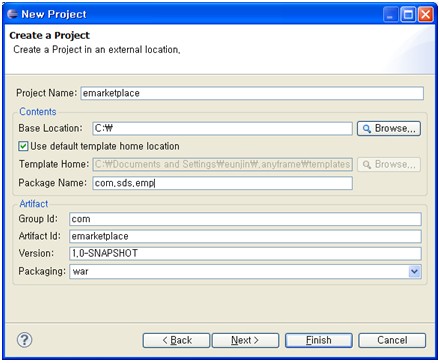 New Project
Create a Project
Create a Project in an external location,
Project Name: emarketplace
Contents
Base Location: C:₩ Browse...
Use default template home location
Template Home: C:₩Documents and Settings₩eunjin₩,anyframe₩templates Browse...
Package Name: com,sds,emp
Artifact
Group Id: com
Artifact Id: emarketplace
Version: 1,0-SNAPSHOT
Packaging: war
? < Back Next > Finish Cancel